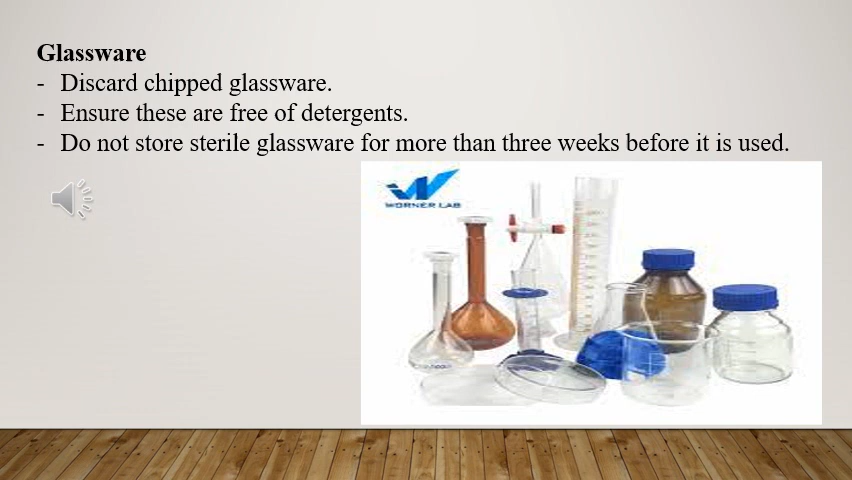 Glassware
- Discard chipped glassware.
- Ensure these are free of detergents.
- Do not store sterile glassware for more than three weeks before it is used.
WORNER LAB